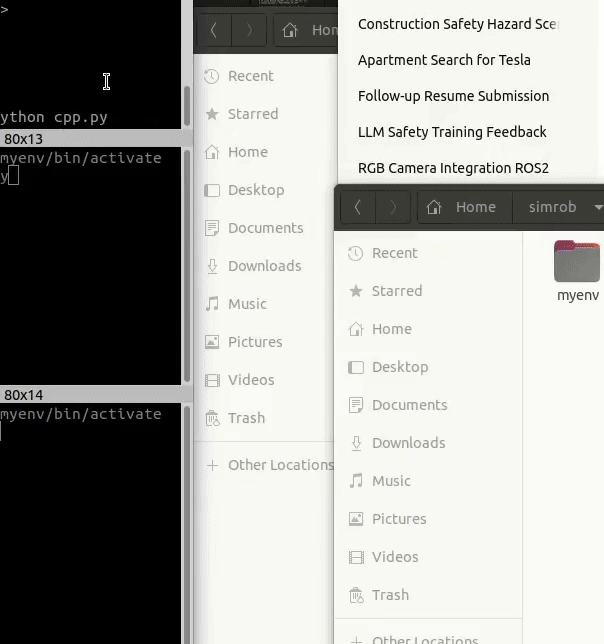 >
ython cpp.py
80x13
myenv/bin/activate
y
80x14
myenv/bin/activate
Recent
Starred
Home
Desktop
Documents
Downloads
Music
Pictures
Videos
Trash
+ Other Locations
Construction Safety Hazard
Apartment Search for Tesla
Follow-up Resume Submission
LLM Safety Training Feedback
RGB Camera Integration ROS2
Home simrob
Recent
Starred
Home
Desktop
Documents
Downloads
Music
Pictures
Videos
Trash
+ Other Locations
myenv